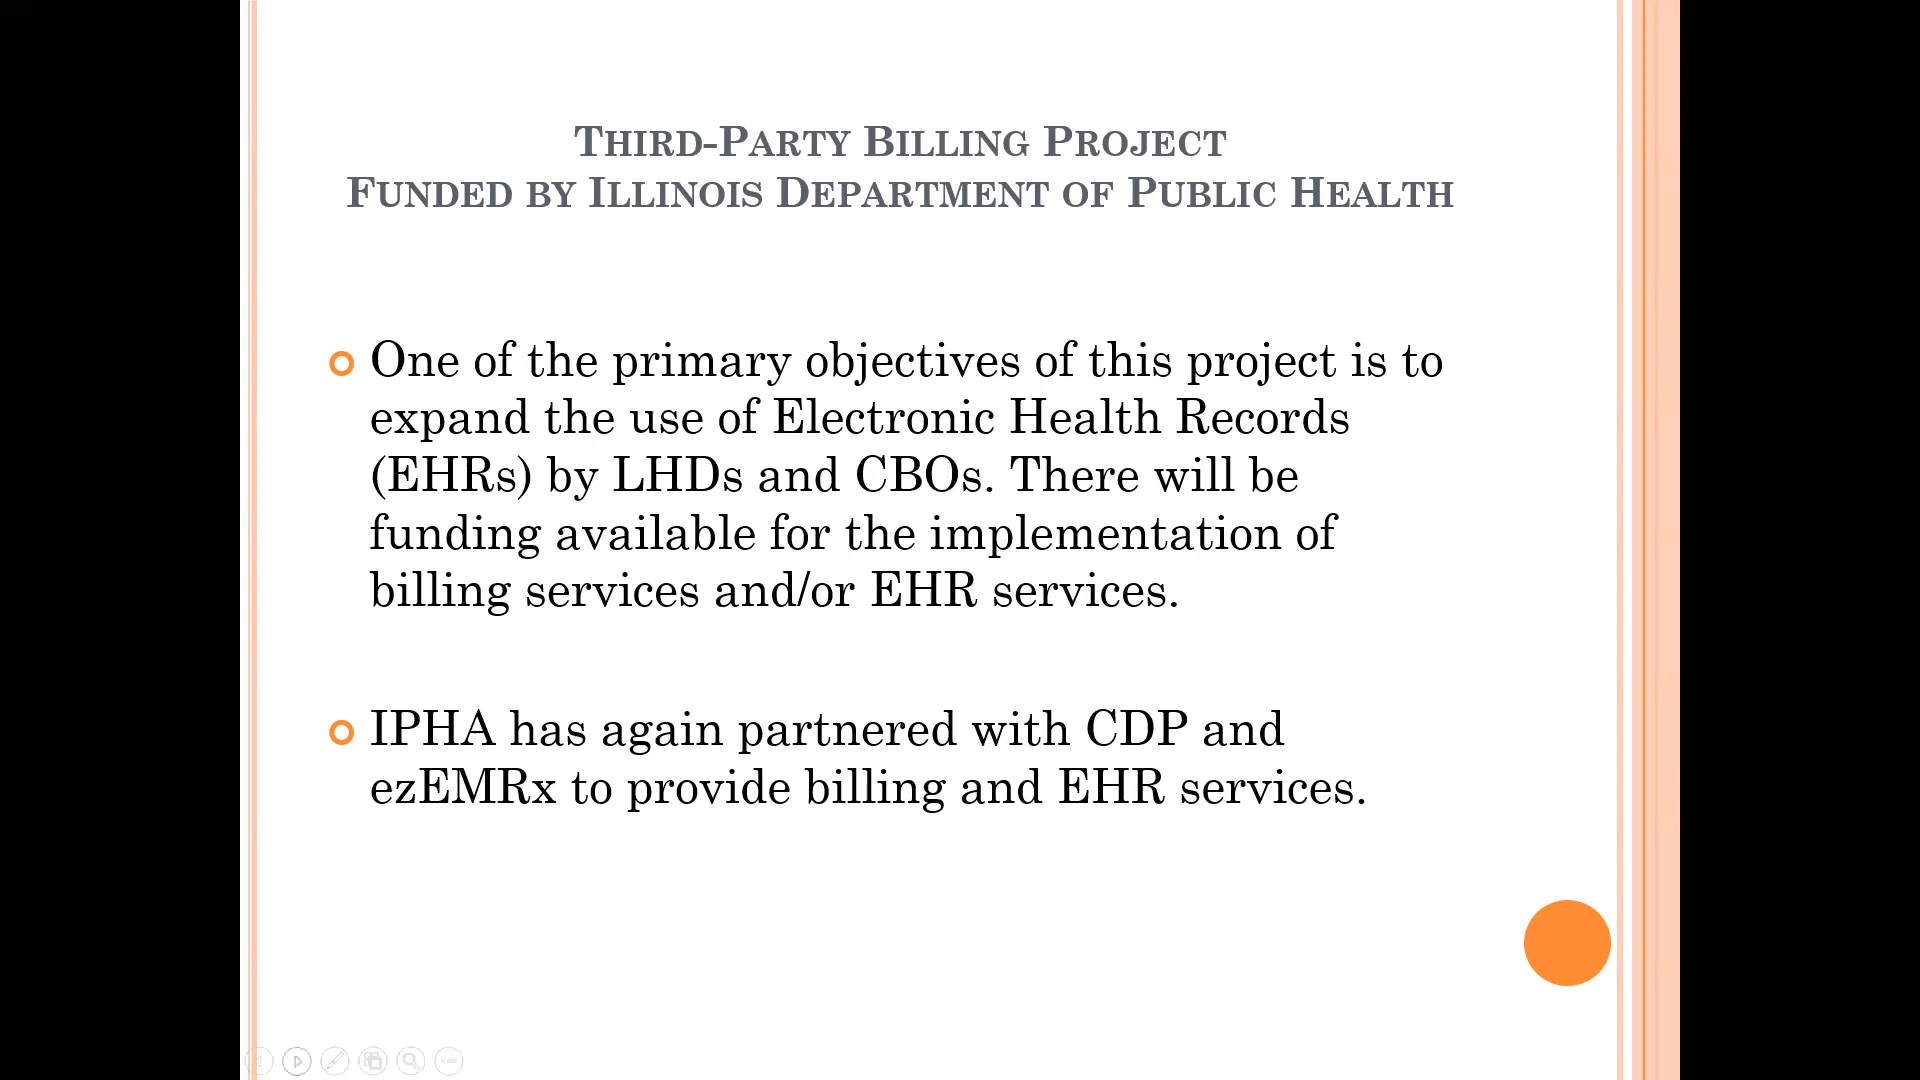 Third-Party Billing Project
Funded by Illinois Department of Public Health
One of the primary objectives of this project is to
expand the use of Electronic Health Records
(EHRs) by LHDs and CBOs. There will be
funding available for the implementation of
billing services and/or EHR services.
IPHA has again partnered with CDP and
ezEMRx to provide billing and EHR services.